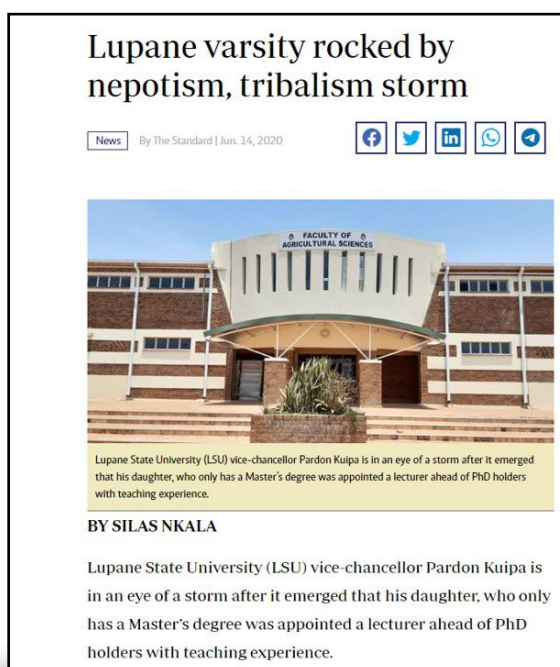 Lupane varsity rocked by
nepotism, tribalism storm
News By The Standard | Jun. 14, 2020
FACULTY OF
AGRICULTURAL SCIENCES
Lupane State University (LSU) vice-chancellor Pardon Kuipa is in an eye of a storm after it emerged
that his daughter, who only has a Master's degree was appointed a lecturer ahead of PhD holders
with teaching experience.
BY SILAS NKALA
Lupane State University (LSU) vice-chancellor Pardon Kuipa is
in an eye of a storm after it emerged that his daughter, who only
has a Master's degree was appointed a lecturer ahead of PhD
holders with teaching experience.